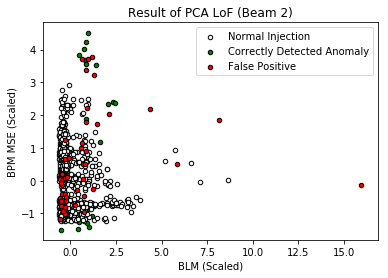 Result of PCA LoF (Beam 2)
Normal Injection
Correctly Detected Anomaly
False Positive
BPM MSE (Scaled)
4
3
2
1
0
−1
0.0 2.5 5.0 7.5 10.0 12.5 15.0
BLM (Scaled)